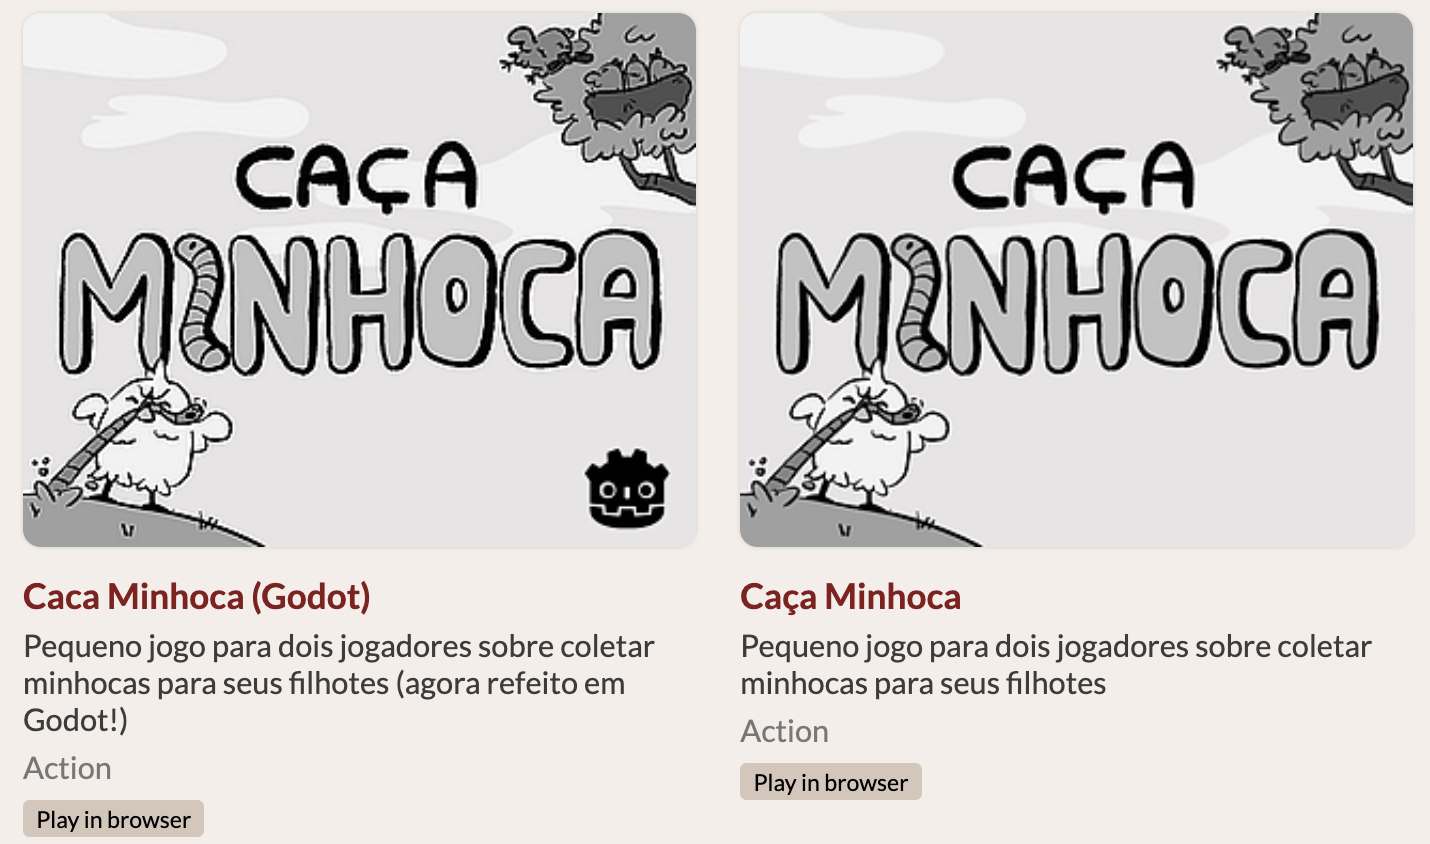 CAÇA
MINHOCA
Caca Minhoca (Godot)
Pequeno jogo para dois jogadores sobre coletar
minhocas para seus filhotes (agora refeito em
Godot!)
Action
Play in browser
CAÇA
MINHOCA
Caça Minhoca
Pequeno jogo para dois jogadores sobre coletar
minhocas para seus filhotes
Action
Play in browser